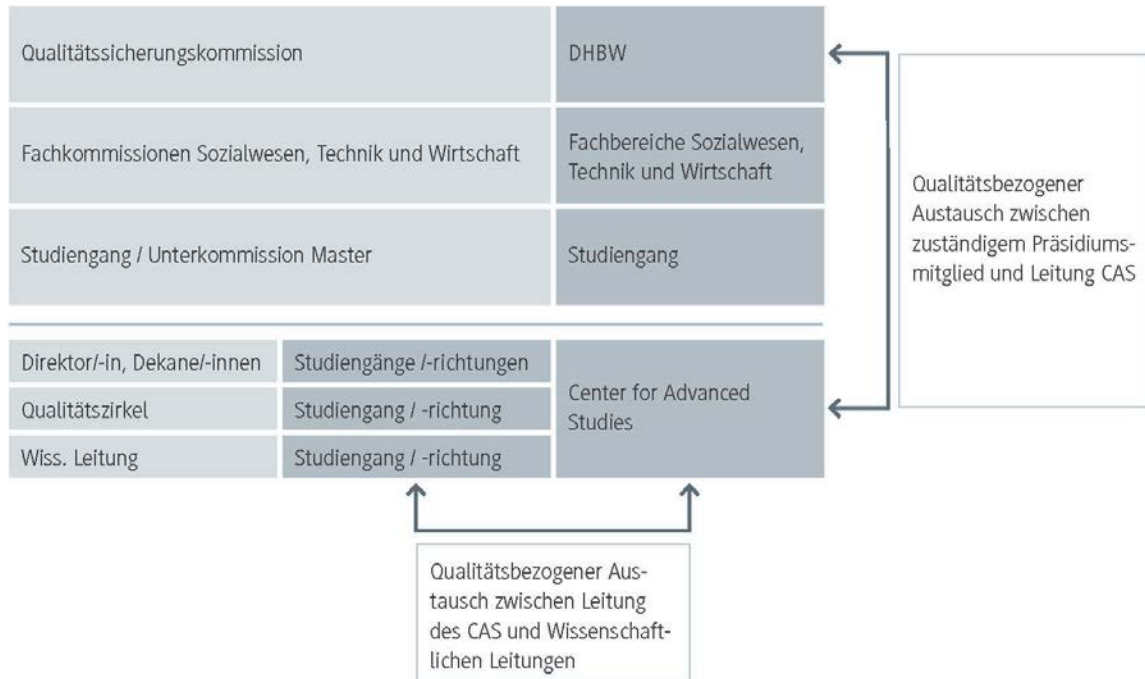 Qualitätssicherungskommission
DHBW
Fachkommissionen Sozialwesen, Technik und Wirtschaft
Fachbereiche Sozialwesen,
Technik und Wirtschaft
Studiengang / Unterkommission Master
Studiengang
Qualitätsbezogener
Austausch zwischen
zuständigem Präsidiums-
mitglied und Leitung CAS
Direktor/-in, Dekane/-innen
Studiengänge /-richtungen
Center for Advanced
Studies
Qualitätszirkel
Studiengang / -richtung
Wiss. Leitung
Studiengang / -richtung
Qualitätsbezogener Aus-
tausch zwischen Leitung
des CAS und Wissenschaft-
lichen Leitungen